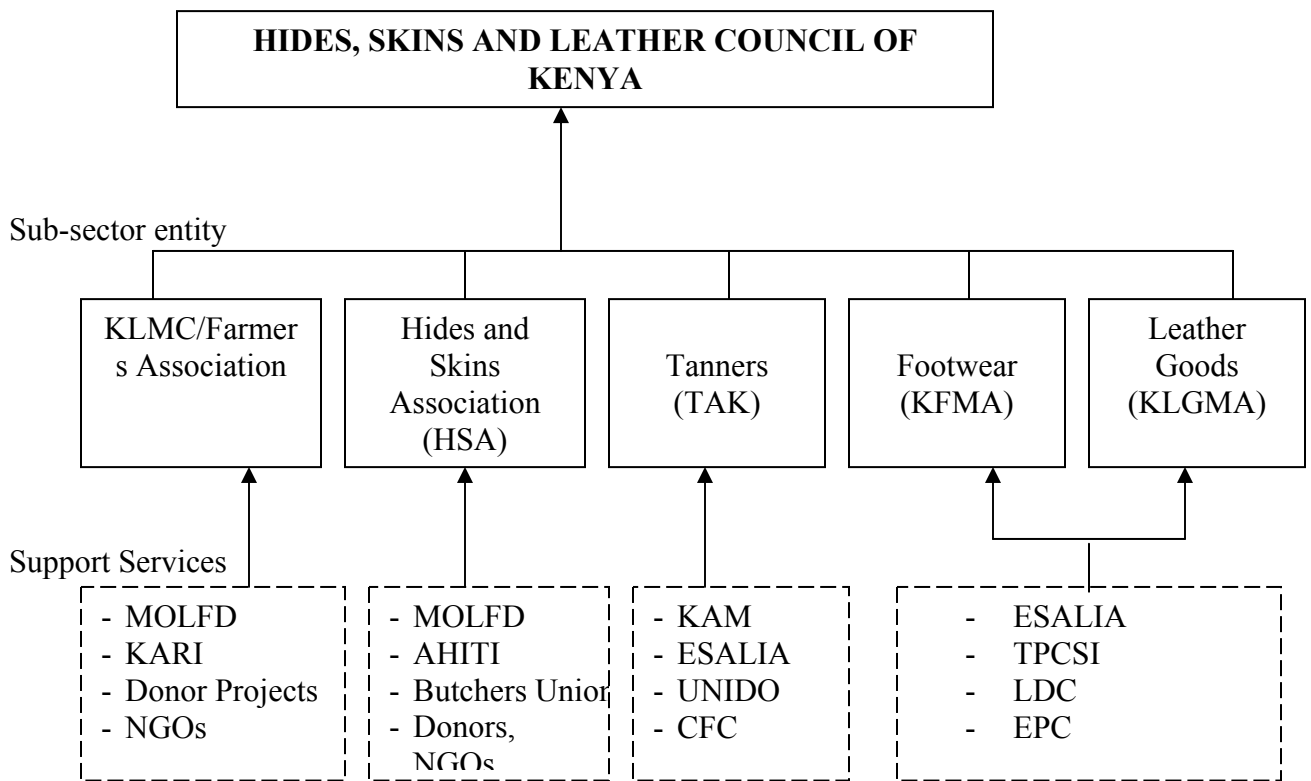 HIDES, SKINS AND LEATHER COUNCIL OF
KENYA
Sub-sector entity
KLMC/Farmer
s Association
Hides and
Skins
Association
(HSA)
Tanners
(TAK)
Footwear
(KFMA)
Leather
Goods
(KLGMA)
Support Services
- MOLFD
- KARI
- Donor Projects
- NGOs
- MOLFD
- AHITI
- Butchers Union
- Donors,
NGOs
- KAM
- ESALIA
- UNIDO
- CFC
- ESALIA
- TPCSI
- LDC
- EPC